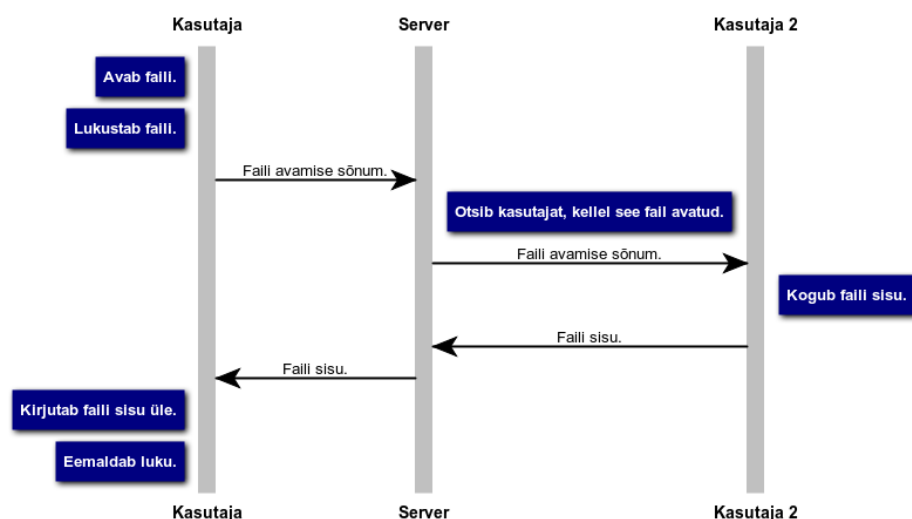 Kasutaja Server Kasutaja 2
Avab faili.
Lukustab faili.
Faili avamise sõnum.
Otsib kasutajat, kellel see fail avatud.
Faili avamise sõnum.
Kogub faili sisu.
Faili sisu.
Faili sisu.
Kirjutab faili sisu üle.
Eemaldab luku.
Kasutaja Server Kasutaja 2